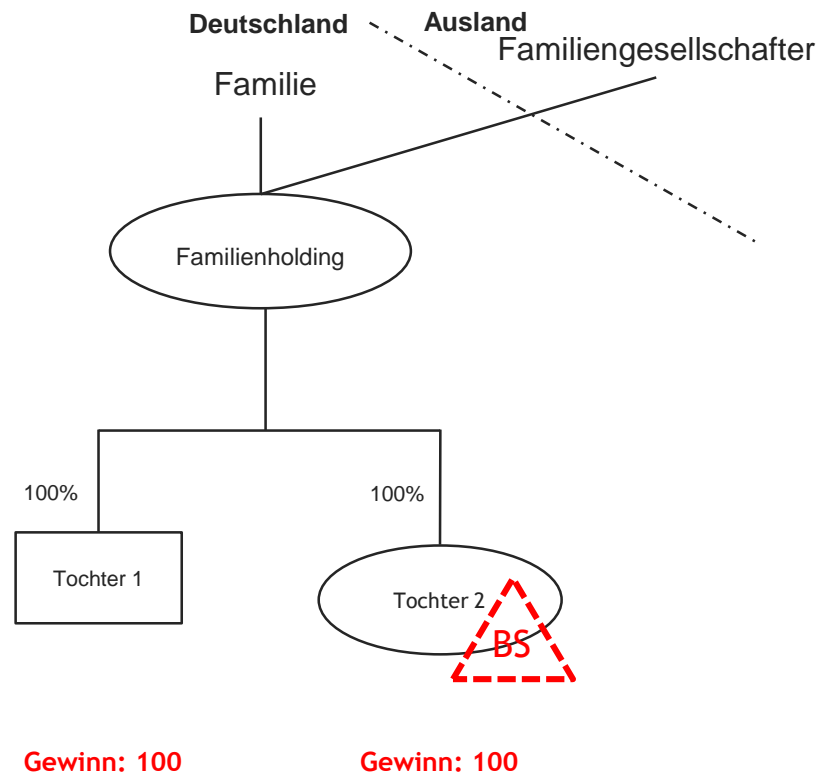 Deutschland
Ausland
Familiengesellschafter
Familie
Familienholding
100%
100%
Tochter 1
Tochter 2
BS
Gewinn: 100
Gewinn: 100